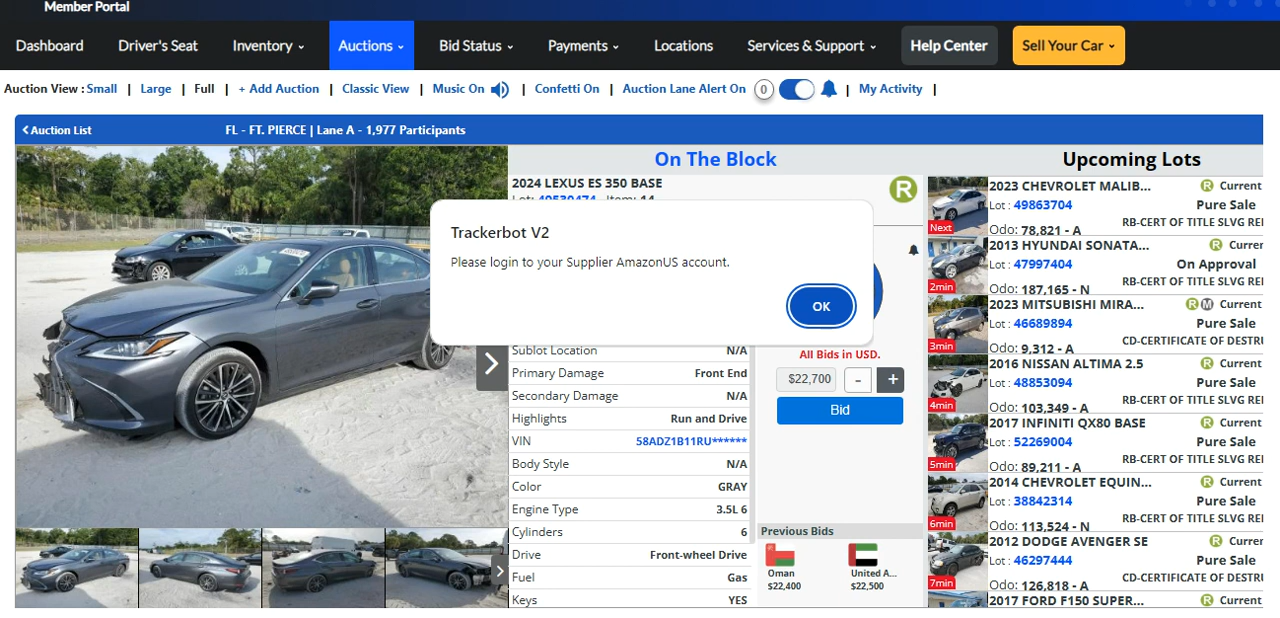 Member Portal
Dashboard Driver's Seat Inventory Auctions Bid Status Payments Locations Services & Support Help Center Sell Your Car
Auction View : Small | Large | Full | + Add Auction | Classic View | Music On | Confetti On | Auction Lane Alert On 0 | My Activity |
Auction List FL - FT. PIERCE | Lane A - 1,977 Participants
On The Block
2024 LEXUS ES 350 BASE
R
Lot: 49530474 Item: 14
Trackerbot V2
Please login to your Supplier AmazonUS account.
OK
Sublot Location N/A
Primary Damage Front End
Secondary Damage N/A
Highlights Run and Drive
VIN 58ADZ1B11RU******
Body Style N/A
Color GRAY
Engine Type 3.5L 6
Cylinders 6
Drive Front-wheel Drive
Fuel Gas
Keys YES
All Bids in USD.
$22,700 - +
Bid
Previous Bids
Oman United A...
$22,400 $22,500
Upcoming Lots
2023 CHEVROLET MALIB... R Current
Lot : 49863704 Pure Sale
RB-CERT OF TITLE SLVG REI
Next Odo: 78,821 - A
2013 HYUNDAI SONATA... R Curren
Lot : 47997404 On Approval
RB-CERT OF TITLE SLVG REI
2min Odo: 187,165 - N
2023 MITSUBISHI MIRA... R M Current
Lot : 46689894 Pure Sale
CD-CERTIFICATE OF DESTRU
3min Odo: 9,312 - A
2016 NISSAN ALTIMA 2.5 R Current
Lot : 48853094 Pure Sale
RB-CERT OF TITLE SLVG REI
4min Odo: 103,349 - A
2017 INFINITI QX80 BASE R Current
Lot : 52269004 Pure Sale
RB-CERT OF TITLE SLVG REI
5min Odo: 89,211 - A
2014 CHEVROLET EQUIN... R Current
Lot : 38842314 Pure Sale
RB-CERT OF TITLE SLVG REI
6min Odo: 113,524 - N
2012 DODGE AVENGER SE R Curren
Lot : 46297444 Pure Sale
CD-CERTIFICATE OF DESTRU
7min Odo: 126,818 - A
2017 FORD F150 SUPER... R Current